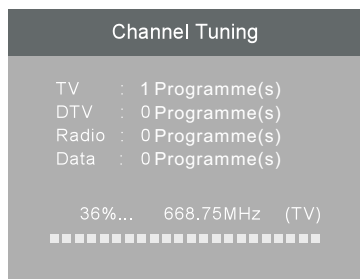 Channel Tuning
TV : 1 Programme(s)
DTV : 0 Programme(s)
Radio : 0 Programme(s)
Data : 0 Programme(s)
36%... 668.75MHz (TV)